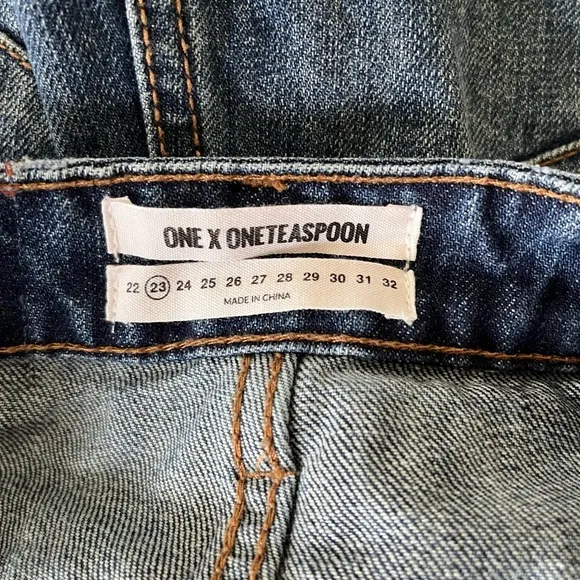 ONE X ONETEASPOON
22 23 24 25 26 27 28 29 30 31 32
MADE IN CHINA